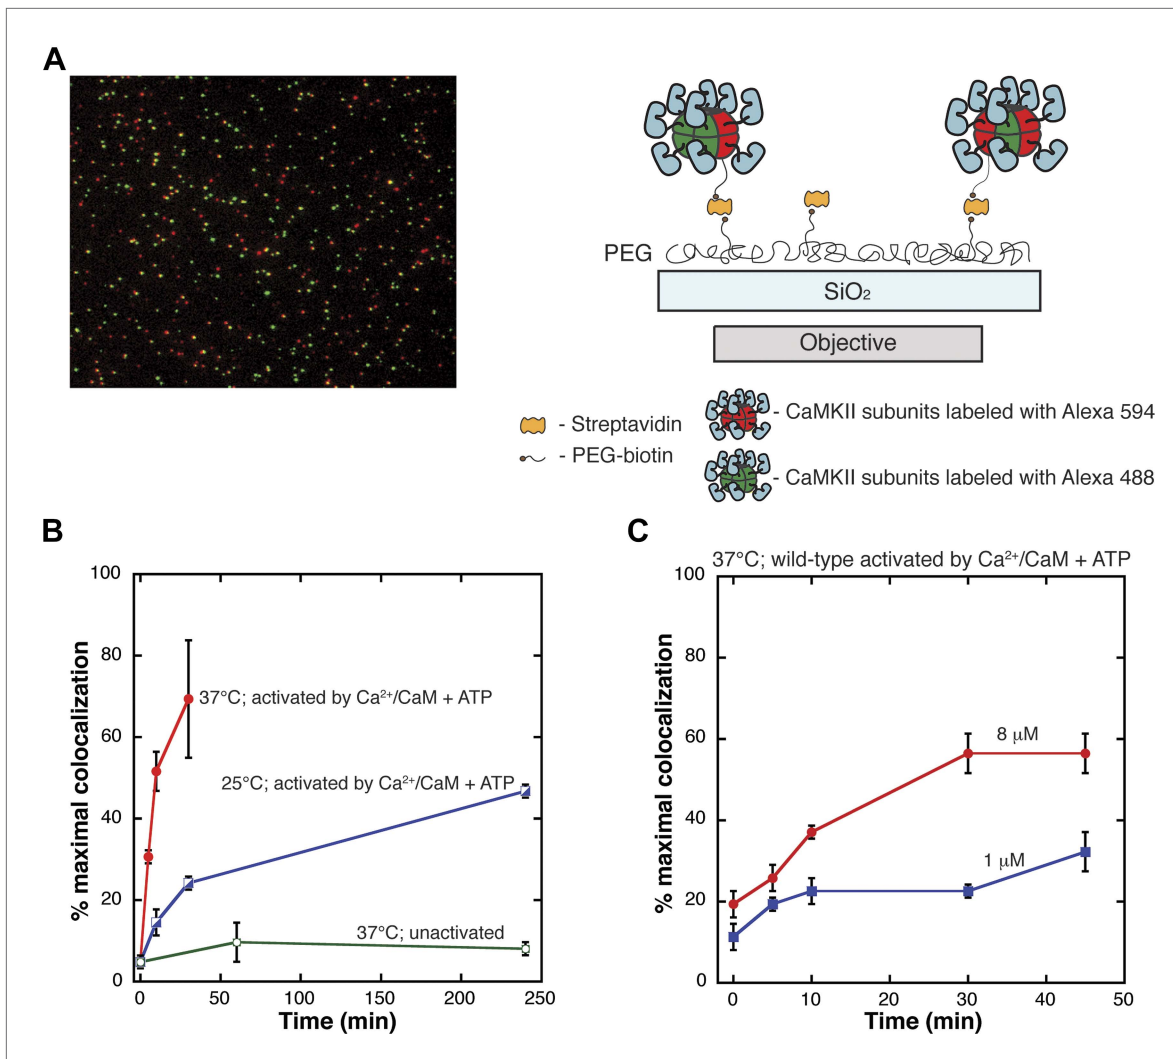 A
PEG
SiO₂
Objective
- Streptavidin
- PEG-biotin
- CaMKII subunits labeled with Alexa 594
- CaMKII subunits labeled with Alexa 488
B
% maximal colocalization
100
80
60
40
20
0
37°C; activated by Ca²⁺/CaM + ATP
25°C; activated by Ca²⁺/CaM + ATP
37°C; unactivated
0 50 100 150 200 250
Time (min)
C
37°C; wild-type activated by Ca²⁺/CaM + ATP
% maximal colocalization
100
80
60
40
20
0
8 μM
1 μM
0 10 20 30 40 50
Time (min)